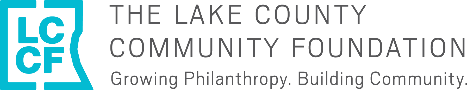 LC
CF
THE LAKE COUNTY
COMMUNITY FOUNDATION
Growing Philanthropy. Building Community.